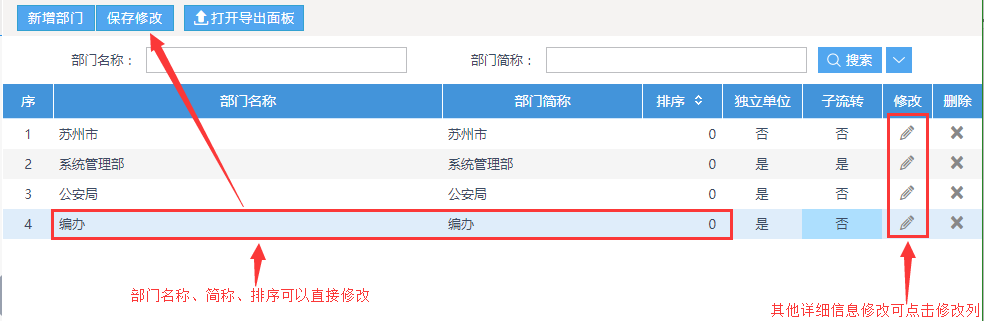 新增部门 保存修改 打开导出面板
部门名称： 部门简称： 搜索
序 部门名称 部门简称 排序 独立单位 子流转 修改 删除
1 苏州市 苏州市 0 否 否
2 系统管理部 系统管理部 0 是 是
3 公安局 公安局 0 是 否
4 编办 编办 0 是 否
部门名称、简称、排序可以直接修改
其他详细信息修改可点击修改列